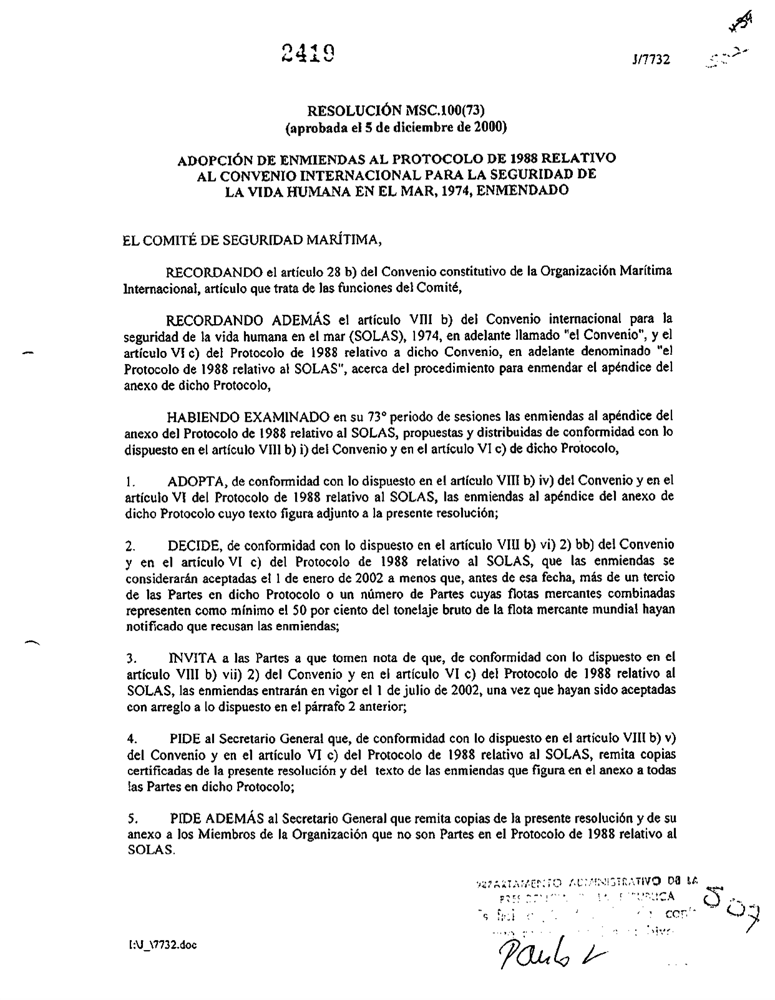 2419
J/7732
RESOLUCIÓN MSC.100(73)
(aprobada el 5 de diciembre de 2000)
ADOPCIÓN DE ENMIENDAS AL PROTOCOLO DE 1988 RELATIVO
AL CONVENIO INTERNACIONAL PARA LA SEGURIDAD DE
LA VIDA HUMANA EN EL MAR, 1974, ENMENDADO
EL COMITÉ DE SEGURIDAD MARÍTIMA,
RECORDANDO el artículo 28 b) del Convenio constitutivo de la Organización Marítima
Internacional, artículo que trata de las funciones del Comité,
RECORDANDO ADEMÁS el artículo VIII b) del Convenio internacional para la
seguridad de la vida humana en el mar (SOLAS), 1974, en adelante llamado "el Convenio", y el
artículo VI c) del Protocolo de 1988 relativo a dicho Convenio, en adelante denominado "el
Protocolo de 1988 relativo al SOLAS", acerca del procedimiento para enmendar el apéndice del
anexo de dicho Protocolo,
HABIENDO EXAMINADO en su 73º periodo de sesiones las enmiendas al apéndice del
anexo del Protocolo de 1988 relativo al SOLAS, propuestas y distribuidas de conformidad con lo
dispuesto en el artículo VIII b) i) del Convenio y en el artículo VI c) de dicho Protocolo,
1. ADOPTA, de conformidad con lo dispuesto en el artículo VIII b) iv) del Convenio y en el
artículo VI del Protocolo de 1988 relativo al SOLAS, las enmiendas al apéndice del anexo de
dicho Protocolo cuyo texto figura adjunto a la presente resolución;
2. DECIDE, de conformidad con lo dispuesto en el artículo VIII b) vi) 2) bb) del Convenio
y en el artículo VI c) del Protocolo de 1988 relativo al SOLAS, que las enmiendas se
considerarán aceptadas el 1 de enero de 2002 a menos que, antes de esa fecha, más de un tercio
de las Partes en dicho Protocolo o un número de Partes cuyas flotas mercantes combinadas
representen como mínimo el 50 por ciento del tonelaje bruto de la flota mercante mundial hayan
notificado que recusan las enmiendas;
3. INVITA a las Partes a que tomen nota de que, de conformidad con lo dispuesto en el
artículo VIII b) vii) 2) del Convenio y en el artículo VI c) del Protocolo de 1988 relativo al
SOLAS, las enmiendas entrarán en vigor el 1 de julio de 2002, una vez que hayan sido aceptadas
con arreglo a lo dispuesto en el párrafo 2 anterior;
4. PIDE al Secretario General que, de conformidad con lo dispuesto en el artículo VIII b) v)
del Convenio y en el artículo VI c) del Protocolo de 1988 relativo al SOLAS, remita copias
certificadas de la presente resolución y del texto de las enmiendas que figura en el anexo a todas
las Partes en dicho Protocolo;
5. PIDE ADEMÁS al Secretario General que remita copias de la presente resolución y de su
anexo a los Miembros de la Organización que no son Partes en el Protocolo de 1988 relativo al
SOLAS.
DEPARTAMENTO ADMINISTRATIVO DE LA
REPUBLICA
507
I:\J_\7732.doc